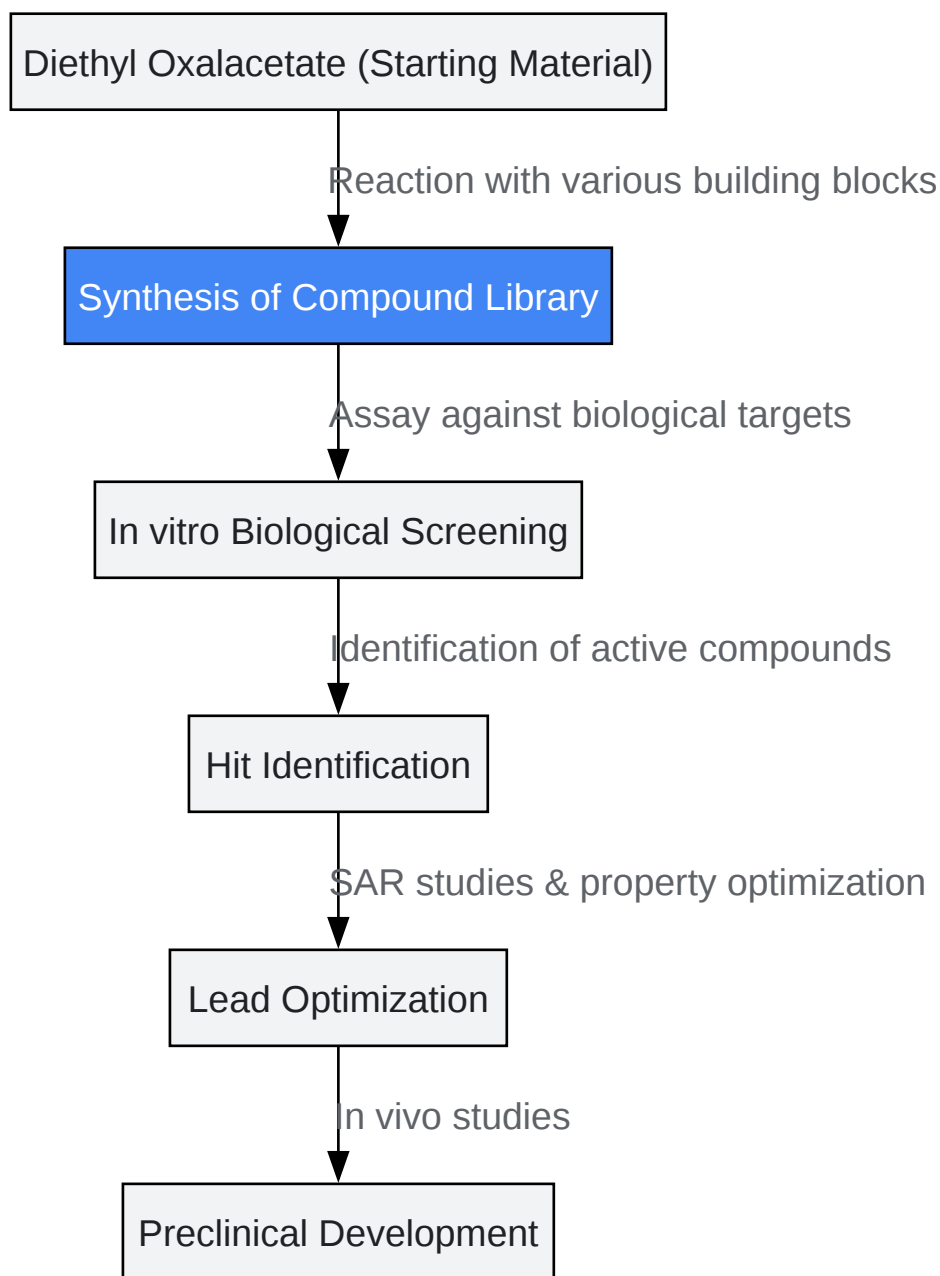 Diethyl Oxalacetate (Starting Material)
Reaction with various building blocks
Synthesis of Compound Library
Assay against biological targets
In vitro Biological Screening
Identification of active compounds
Hit Identification
SAR studies & property optimization
Lead Optimization
In vivo studies
Preclinical Development